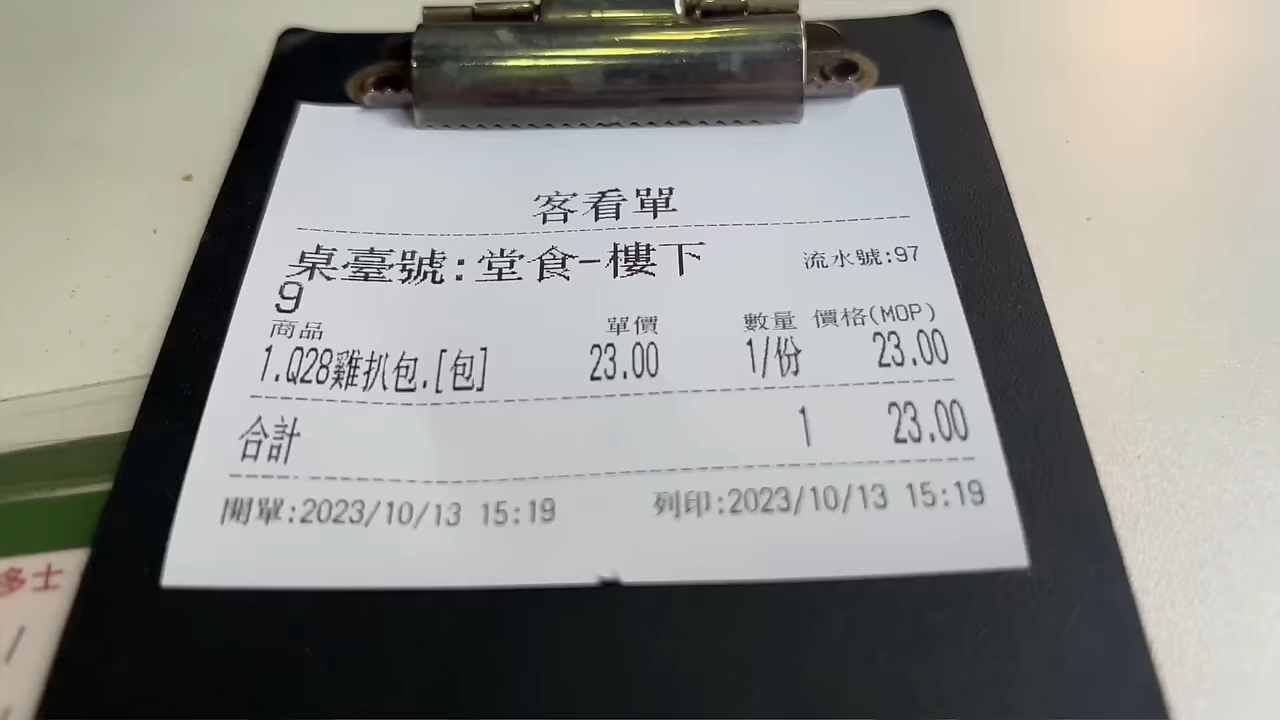 客看單
桌臺號:堂食-樓下 流水號:97
9
商品 單價 數量 價格(MOP)
1.Q28雞扒包.[包] 23.00 1/份 23.00
合計 1 23.00
開單:2023/10/13 15:19 列印:2023/10/13 15:19
多士
/